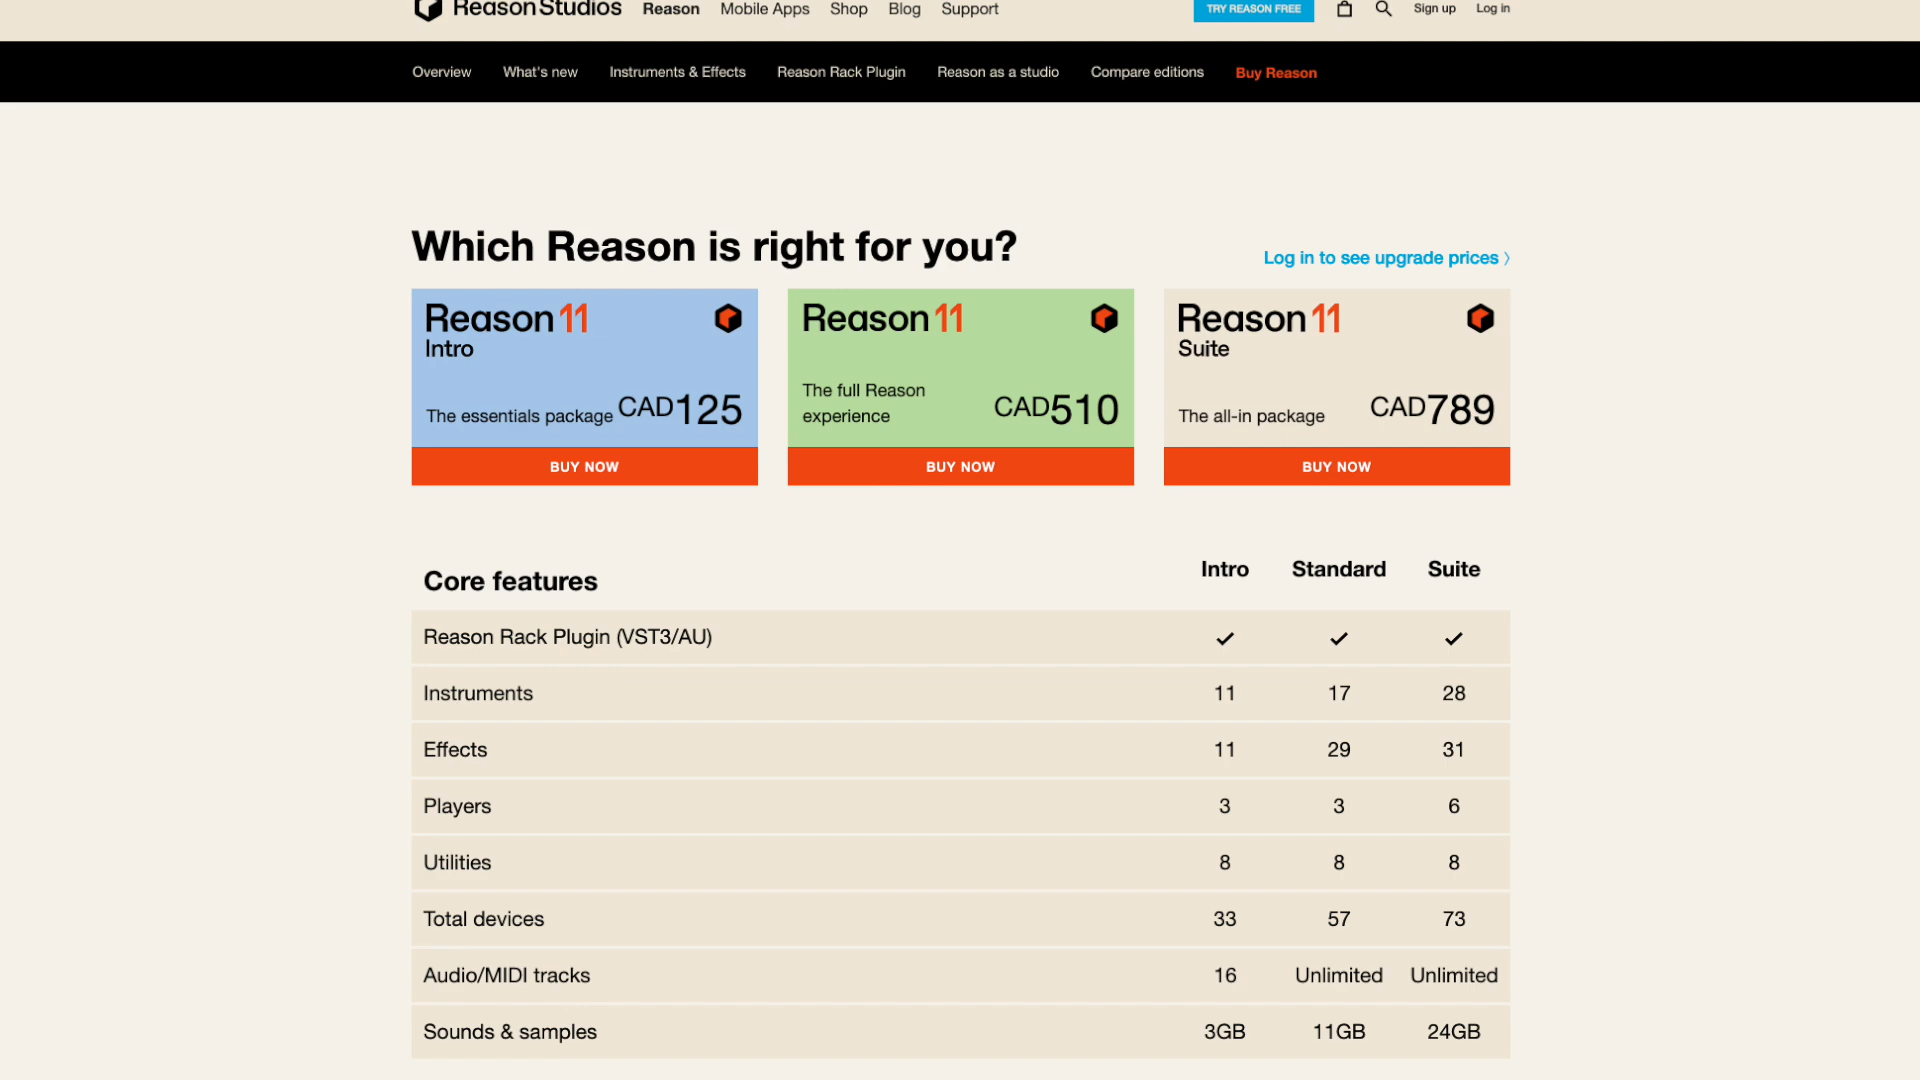 ReasonStudios Reason Mobile Apps Shop Blog Support TRY REASON FREE Sign up Log in
Overview What's new Instruments & Effects Reason Rack Plugin Reason as a studio Compare editions Buy Reason
Which Reason is right for you?
Log in to see upgrade prices 〉
Reason 11
Intro
The essentials package CAD125
BUY NOW
Reason 11
The full Reason
experience
CAD510
BUY NOW
Reason 11
Suite
The all-in package CAD789
BUY NOW
Core features Intro Standard Suite
Reason Rack Plugin (VST3/AU) ✓ ✓ ✓
Instruments 11 17 28
Effects 11 29 31
Players 3 3 6
Utilities 8 8 8
Total devices 33 57 73
Audio/MIDI tracks 16 Unlimited Unlimited
Sounds & samples 3GB 11GB 24GB